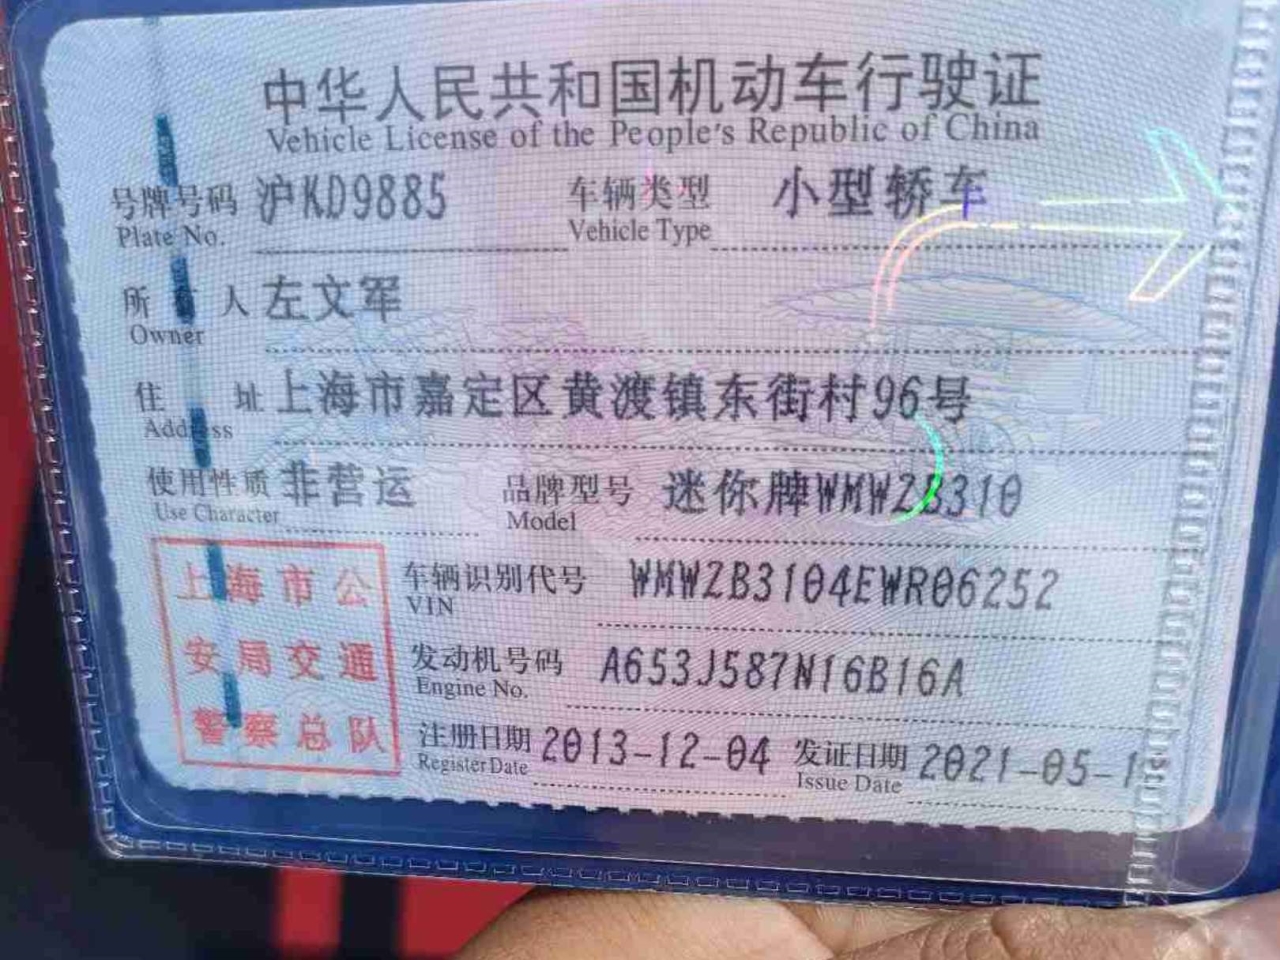 中华人民共和国机动车行驶证
Vehicle License of the People's Republic of China
号牌号码 沪KD9885 车辆类型 小型轿车
Plate No. Vehicle Type
所有人 左文军
Owner
住址 上海市嘉定区黄渡镇东街村96号
Address
使用性质 非营运 品牌型号 迷你牌WMWZB310
Use Character Model
车辆识别代号 WMWZB3104EWR06252
VIN
发动机号码 A653J587N16B16A
Engine No.
注册日期 2013-12-04 发证日期 2021-05-1
Register Date Issue Date
上海市公
安局交通
警察总队